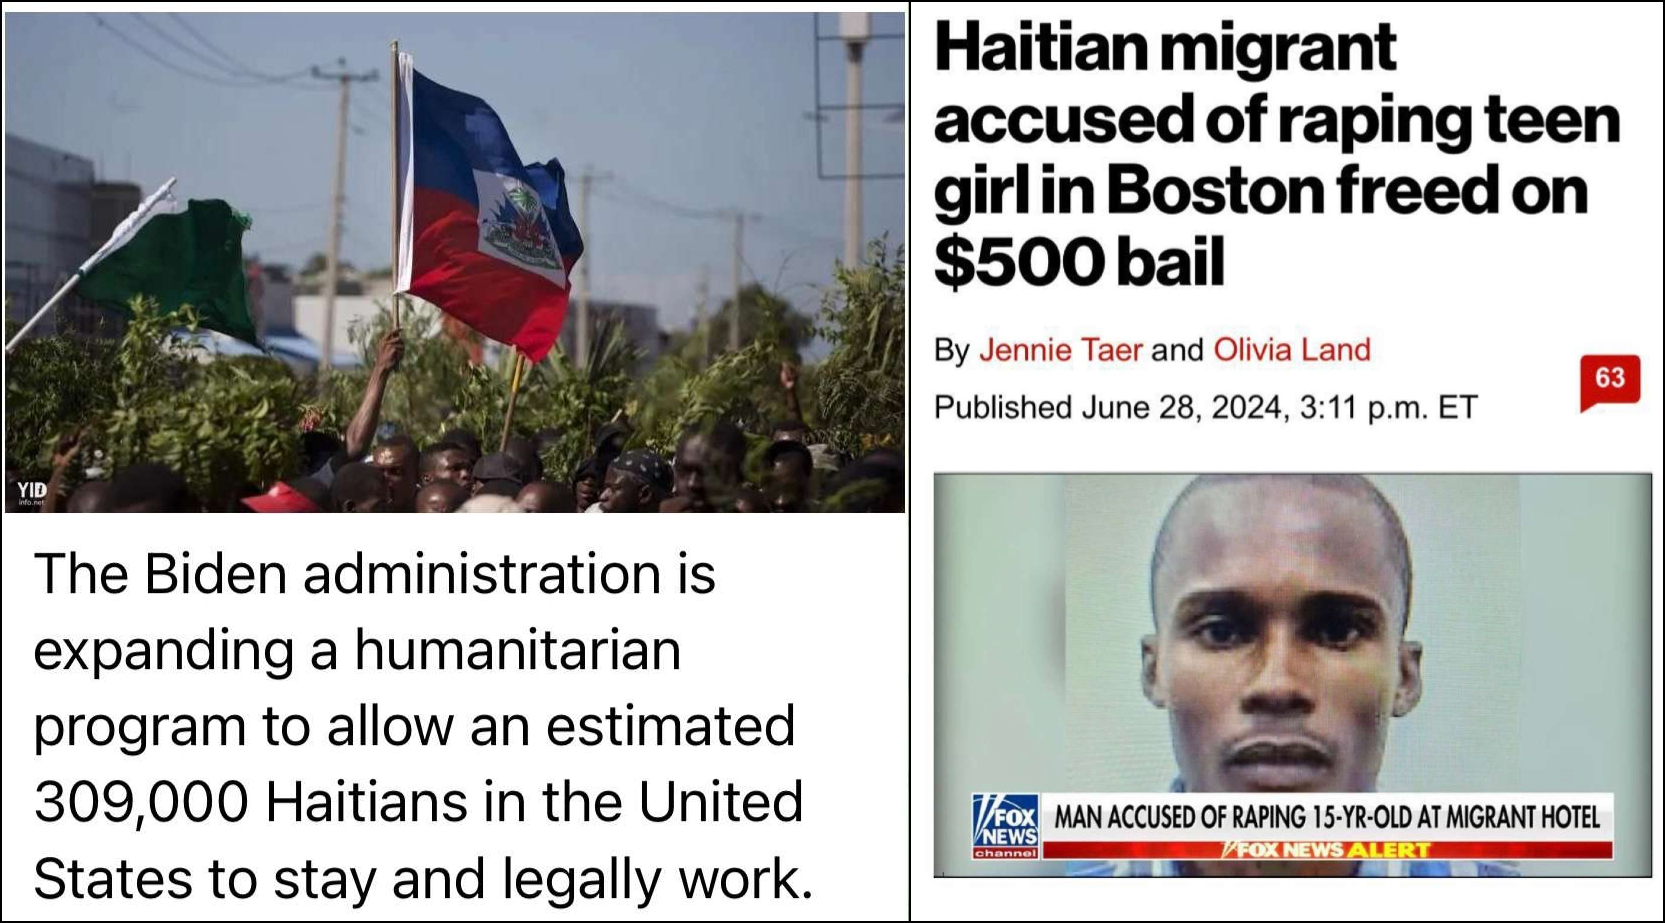 YID
info.net
The Biden administration is
expanding a humanitarian
program to allow an estimated
309,000 Haitians in the United
States to stay and legally work.
Haitian migrant
accused of raping teen
girl in Boston freed on
$500 bail
By Jennie Taer and Olivia Land
63
Published June 28, 2024, 3:11 p.m. ET
FOX
NEWS
channel
MAN ACCUSED OF RAPING 15-YR-OLD AT MIGRANT HOTEL
FOX NEWS ALERT